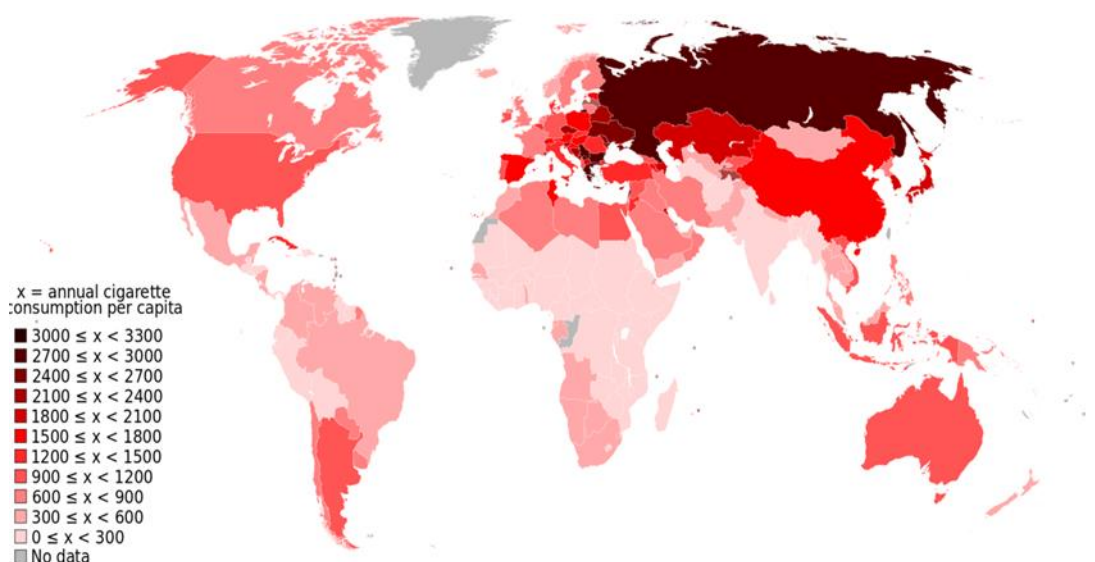 x = annual cigarette
consumption per capita
3000 ≤ x < 3300
2700 ≤ x < 3000
2400 ≤ x < 2700
2100 ≤ x < 2400
1800 ≤ x < 2100
1500 ≤ x < 1800
1200 ≤ x < 1500
900 ≤ x < 1200
600 ≤ x < 900
300 ≤ x < 600
0 ≤ x < 300
No data